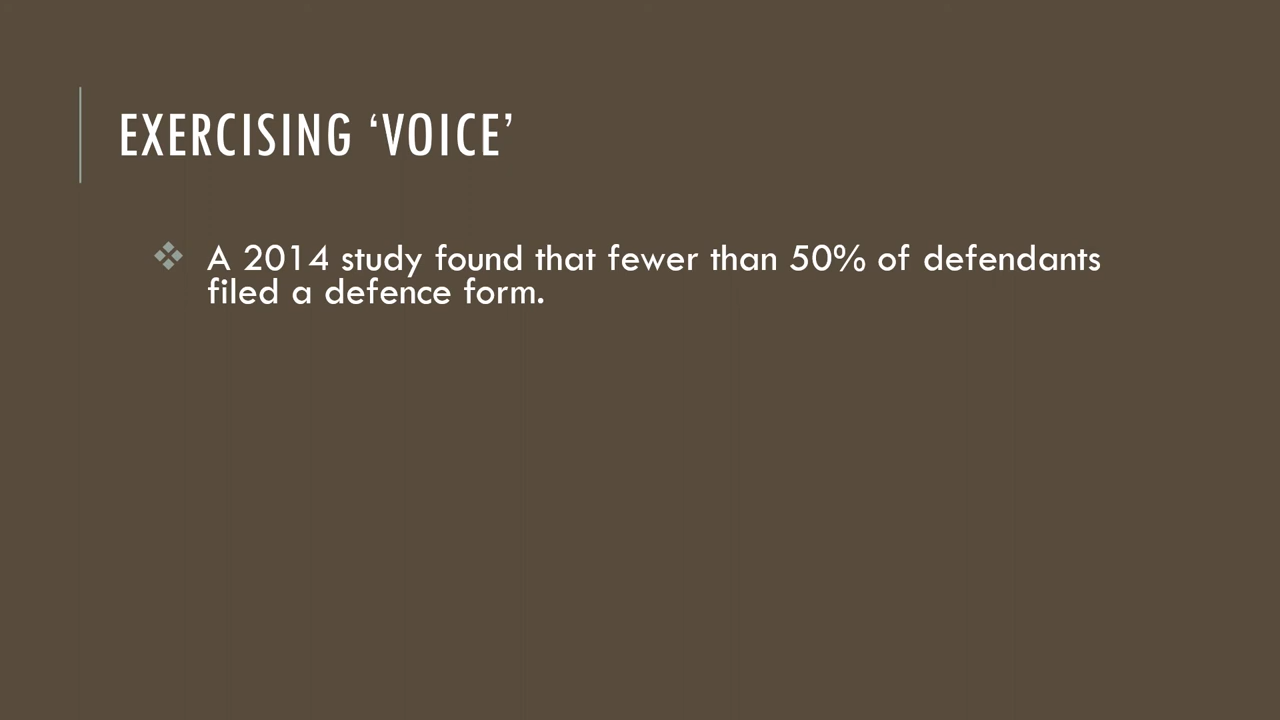 EXERCISING ‘VOICE’
A 2014 study found that fewer than 50% of defendants
filed a defence form.